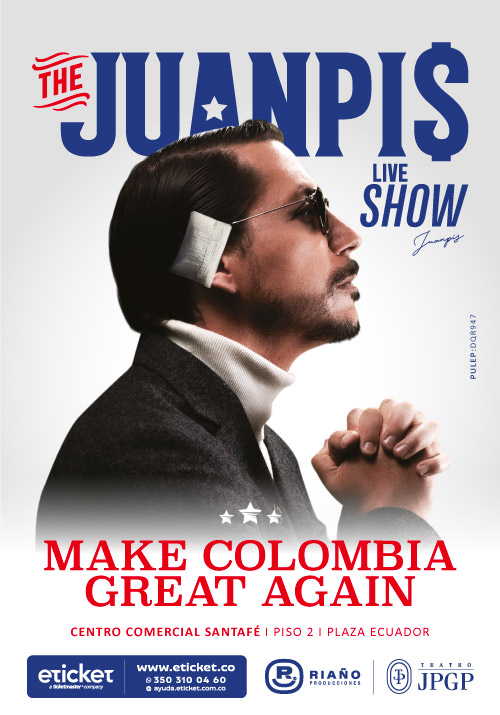 THE
JUANPI$
LIVE
SHOW
Juanpis
PULEP:DQR947
MAKE COLOMBIA
GREAT AGAIN
CENTRO COMERCIAL SANTAFÉ I PISO 2 I PLAZA ECUADOR
eticket
a ticketmaster company
www.eticket.co
350 310 04 60
ayuda.eticket.com.co
R
RIAÑO
PRODUCCIONES
TEATRO
JPGP